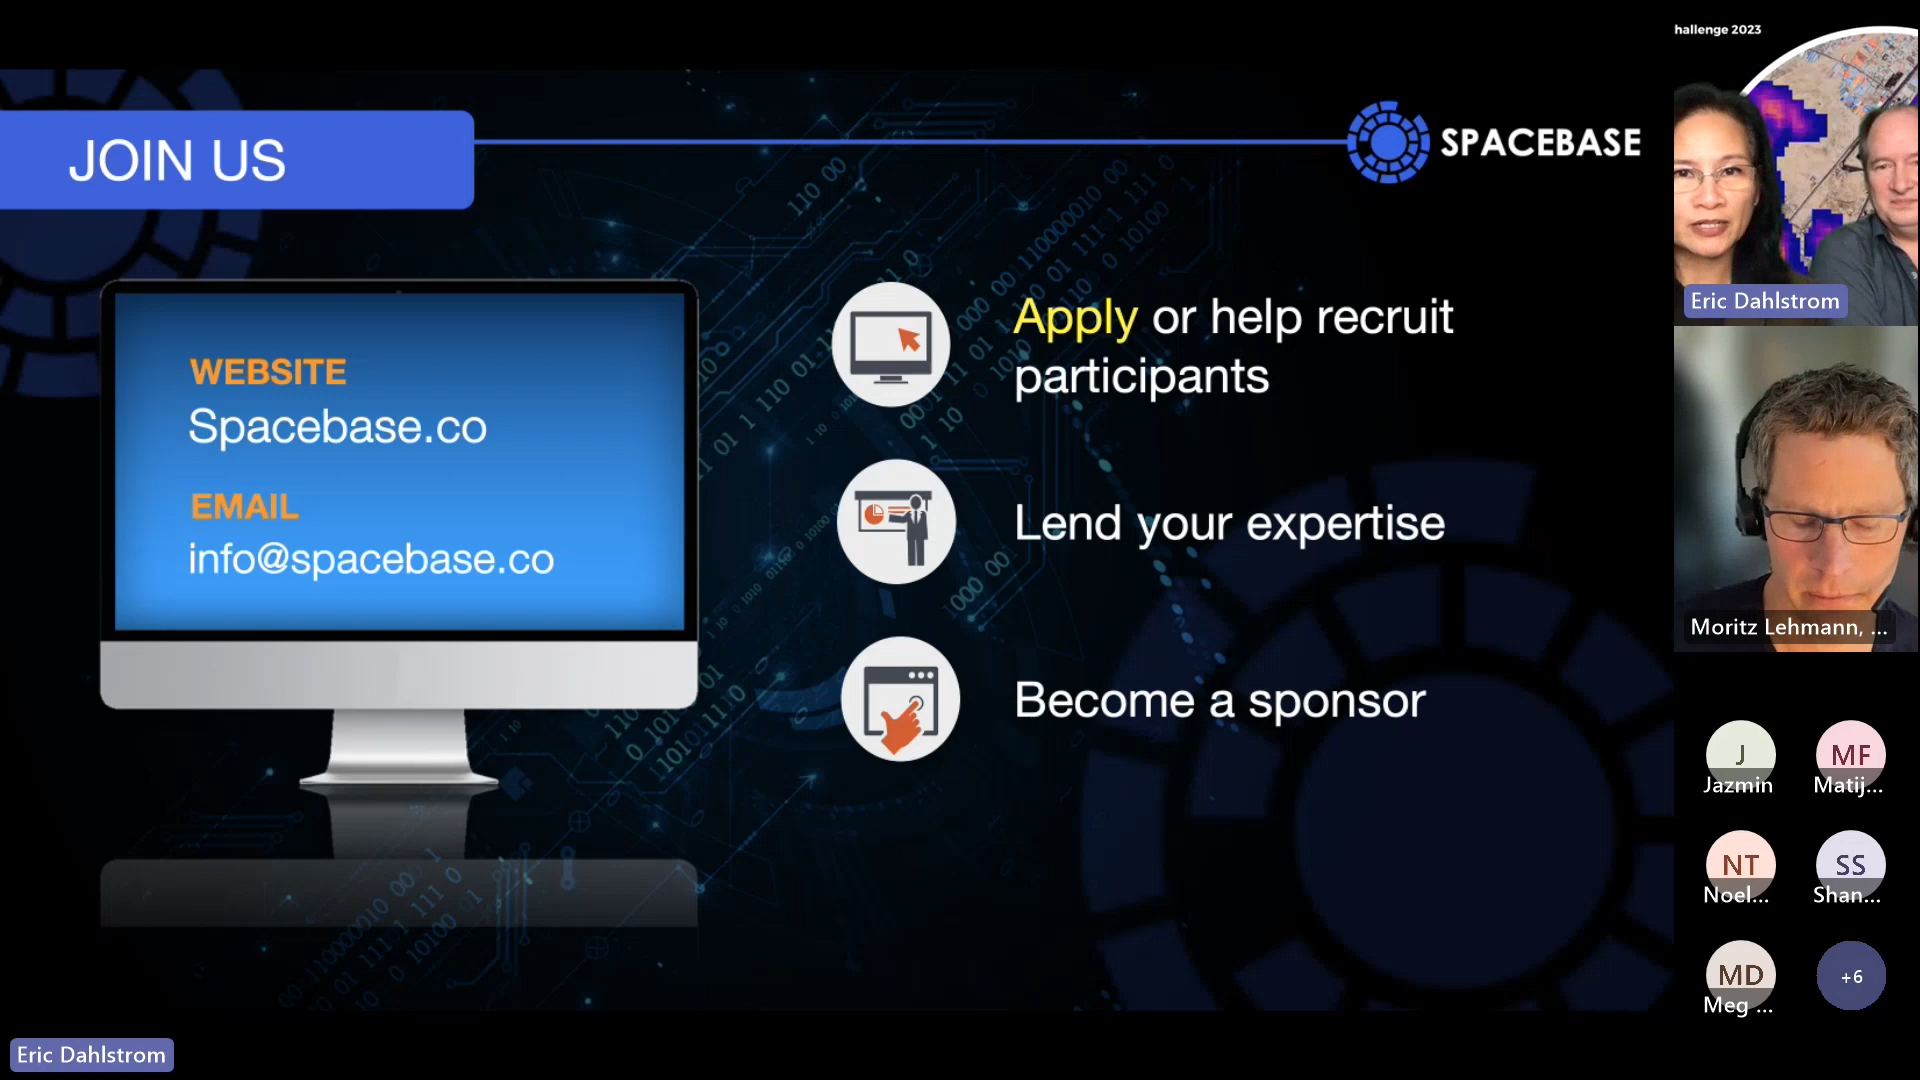 hallenge 2023
JOIN US
SPACEBASE
WEBSITE
Spacebase.co
EMAIL
info@spacebase.co
Apply or help recruit
participants
Lend your expertise
Become a sponsor
Eric Dahlstrom
Moritz Lehmann, ...
J
Jazmin
MF
Matij...
NT
Noel...
SS
Shan...
MD
Meg ...
+6
Eric Dahlstrom